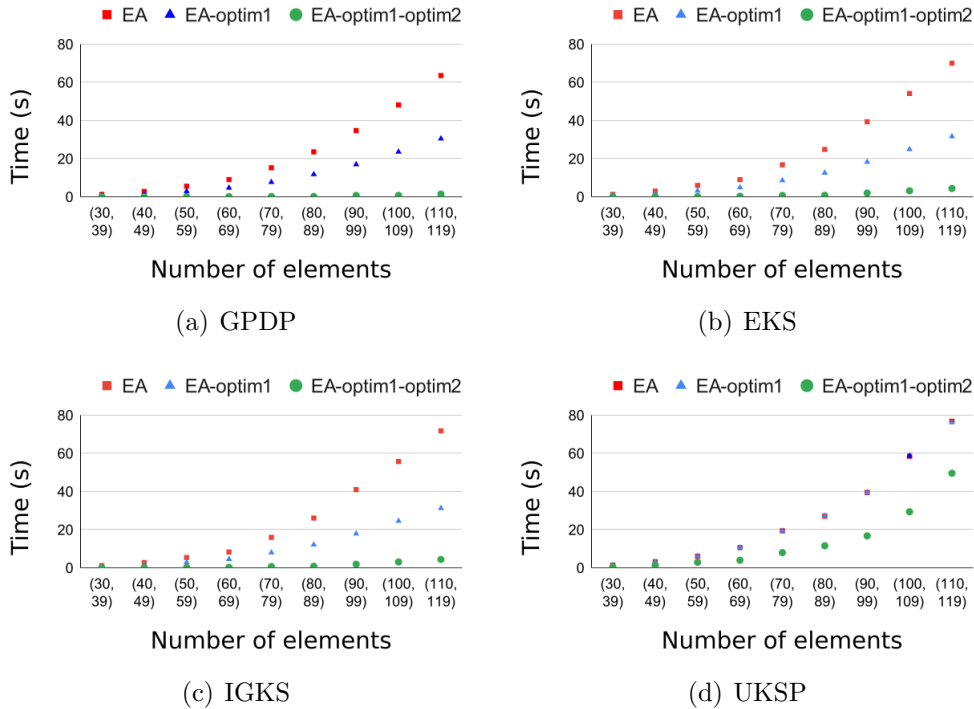 EA EA-optim1 EA-optim1-optim2
80
60
40
20
0
Time (s)
(30, (40, (50, (60, (70, (80, (90, (100, (110,
39) 49) 59) 69) 79) 89) 99) 109) 119)
Number of elements
(a) GPDP
EA EA-optim1 EA-optim1-optim2
80
60
40
20
0
Time (s)
(30, (40, (50, (60, (70, (80, (90, (100, (110,
39) 49) 59) 69) 79) 89) 99) 109) 119)
Number of elements
(b) EKS
EA EA-optim1 EA-optim1-optim2
80
60
40
20
0
Time (s)
(30, (40, (50, (60, (70, (80, (90, (100, (110,
39) 49) 59) 69) 79) 89) 99) 109) 119)
Number of elements
(c) IGKS
EA EA-optim1 EA-optim1-optim2
80
60
40
20
0
Time (s)
(30, (40, (50, (60, (70, (80, (90, (100, (110,
39) 49) 59) 69) 79) 89) 99) 109) 119)
Number of elements
(d) UKSP